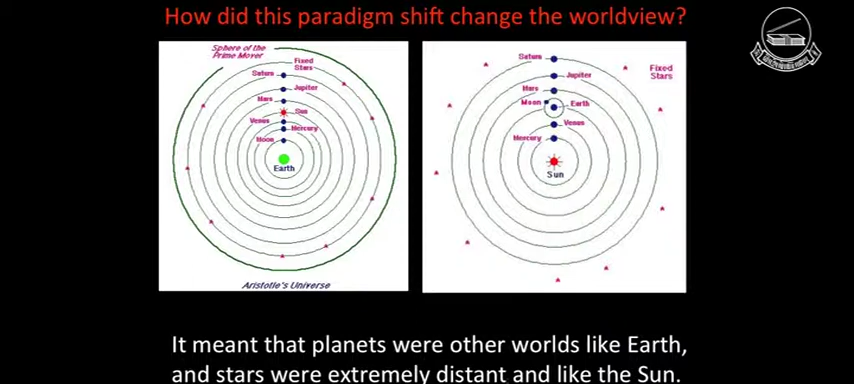 How did this paradigm shift change the worldview?
Sphere of the
Prime Mover
Fixed
Stars
Saturn
Jupiter
Mars
Sun
Venus
Mercury
Moon
Earth
Aristotle's Universe
Saturn
Jupiter
Mars
Moon
Earth
Venus
Mercury
Sun
Fixed
Stars
It meant that planets were other worlds like Earth,
and stars were extremely distant and like the Sun.